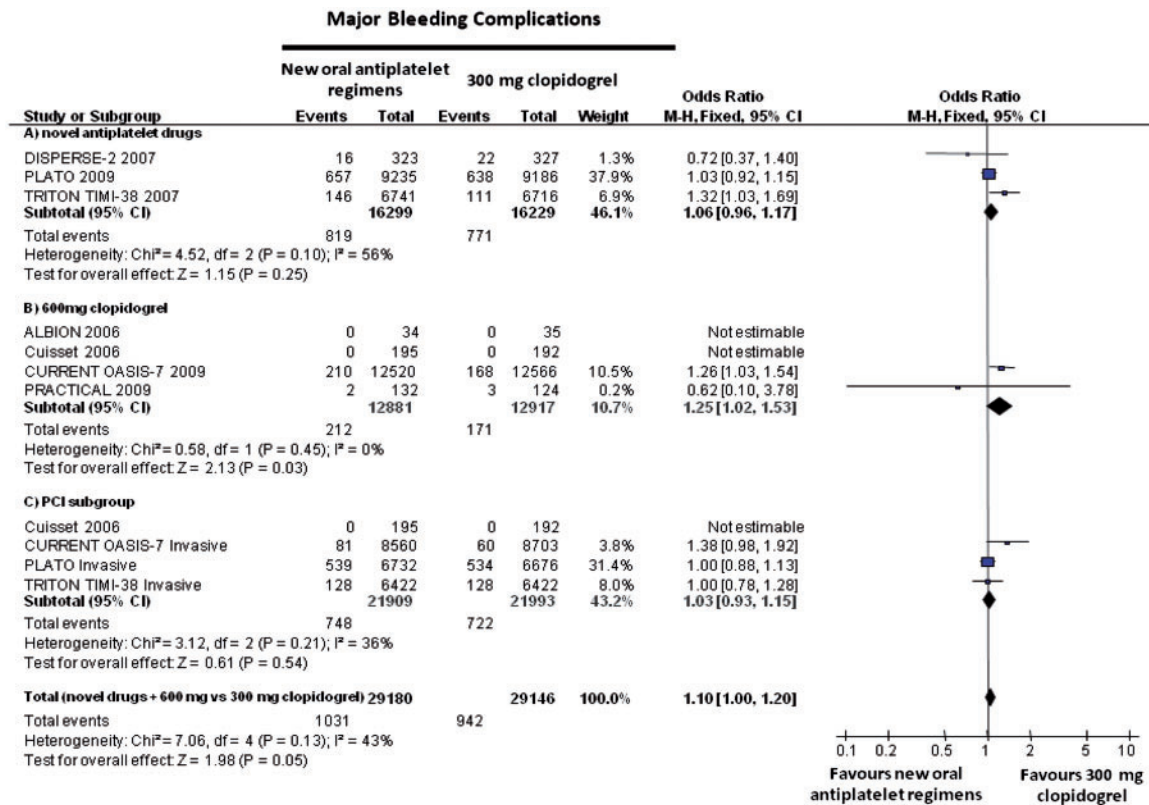 Major Bleeding Complications
New oral antiplatelet regimens 300 mg clopidogrel
Odds Ratio Odds Ratio
Study or Subgroup Events Total Events Total Weight M-H, Fixed, 95% CI M-H, Fixed, 95% CI
A) novel antiplatelet drugs
DISPERSE-2 2007 16 323 22 327 1.3% 0.72 [0.37, 1.40]
PLATO 2009 657 9235 638 9186 37.9% 1.03 [0.92, 1.15]
TRITON TIMI-38 2007 146 6741 111 6716 6.9% 1.32 [1.03, 1.69]
Subtotal (95% CI) 16299 16229 46.1% 1.06 [0.96, 1.17]
Total events 819 771
Heterogeneity: Chi² = 4.52, df = 2 (P = 0.10); I² = 56%
Test for overall effect: Z = 1.15 (P = 0.25)
B) 600mg clopidogrel
ALBION 2006 0 34 0 35 Not estimable
Cuisset 2006 0 195 0 192 Not estimable
CURRENT OASIS-7 2009 210 12520 168 12566 10.5% 1.26 [1.03, 1.54]
PRACTICAL 2009 2 132 3 124 0.2% 0.62 [0.10, 3.78]
Subtotal (95% CI) 12881 12917 10.7% 1.25 [1.02, 1.53]
Total events 212 171
Heterogeneity: Chi² = 0.58, df = 1 (P = 0.45); I² = 0%
Test for overall effect: Z = 2.13 (P = 0.03)
C) PCI subgroup
Cuisset 2006 0 195 0 192 Not estimable
CURRENT OASIS-7 Invasive 81 8560 60 8703 3.8% 1.38 [0.98, 1.92]
PLATO Invasive 539 6732 534 6676 31.4% 1.00 [0.88, 1.13]
TRITON TIMI-38 Invasive 128 6422 128 6422 8.0% 1.00 [0.78, 1.28]
Subtotal (95% CI) 21909 21993 43.2% 1.03 [0.93, 1.15]
Total events 748 722
Heterogeneity: Chi² = 3.12, df = 2 (P = 0.21); I² = 36%
Test for overall effect: Z = 0.61 (P = 0.54)
Total (novel drugs + 600 mg vs 300 mg clopidogrel) 29180 29146 100.0% 1.10 [1.00, 1.20]
Total events 1031 942
Heterogeneity: Chi² = 7.06, df = 4 (P = 0.13); I² = 43%
Test for overall effect: Z = 1.98 (P = 0.05)
0.1 0.2 0.5 1 2 5 10
Favours new oral antiplatelet regimens Favours 300 mg clopidogrel